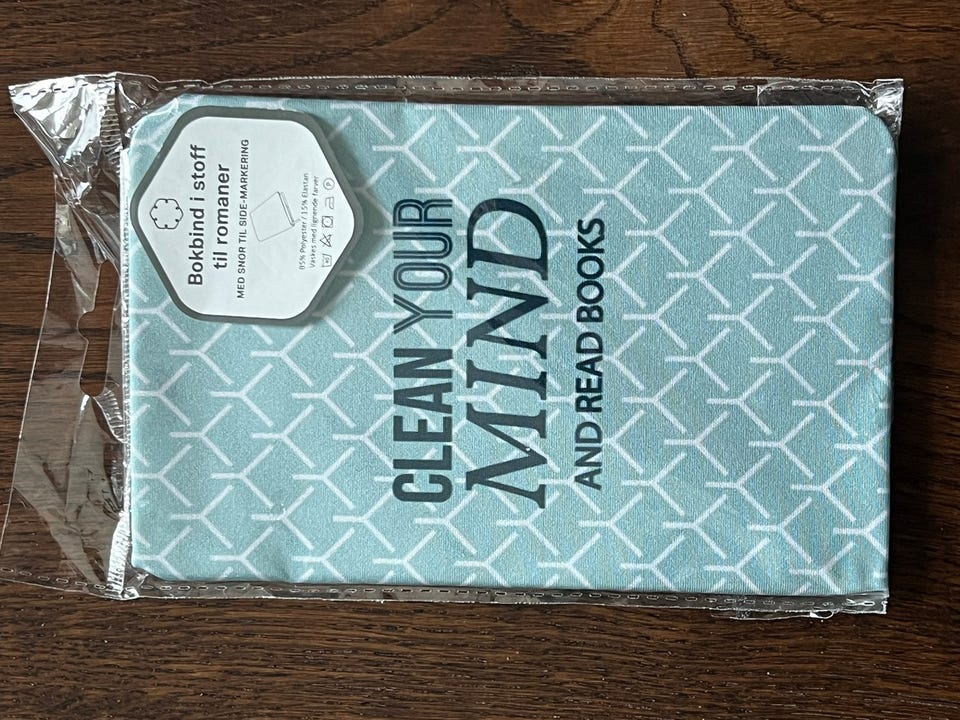 Bokbind i stoff
til romaner
MED SNOR TIL SIDE-MARKERING
85% Polyester / 15% Elastan
Vaskes med lignende farver
CLEAN YOUR
MIND
AND READ BOOKS